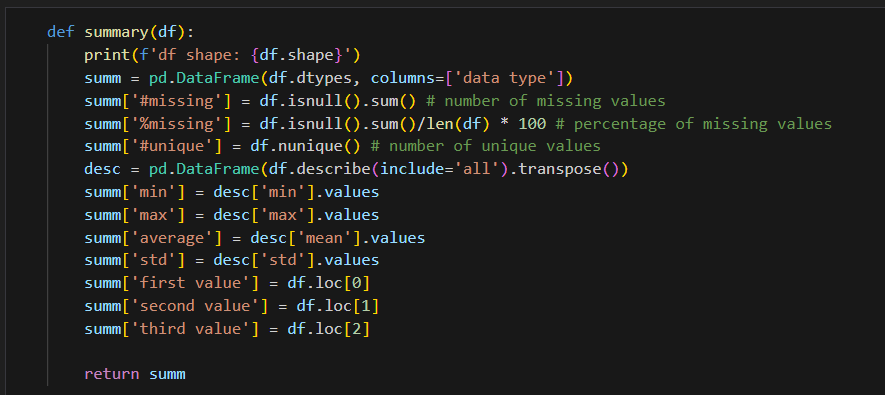 def summary(df):
    print(f'df shape: {df.shape}')
    summ = pd.DataFrame(df.dtypes, columns=['data type'])
    summ['#missing'] = df.isnull().sum() # number of missing values
    summ['%missing'] = df.isnull().sum()/len(df) * 100 # percentage of missing values
    summ['#unique'] = df.nunique() # number of unique values
    desc = pd.DataFrame(df.describe(include='all').transpose())
    summ['min'] = desc['min'].values
    summ['max'] = desc['max'].values
    summ['average'] = desc['mean'].values
    summ['std'] = desc['std'].values
    summ['first value'] = df.loc[0]
    summ['second value'] = df.loc[1]
    summ['third value'] = df.loc[2]
    return summ